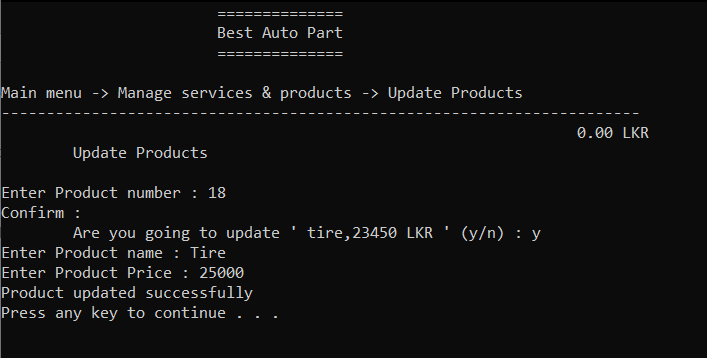 ==============
Best Auto Part
==============
Main menu -> Manage services & products -> Update Products
-----------------------------------------------------------------------
0.00 LKR
Update Products
Enter Product number : 18
Confirm :
Are you going to update ' tire,23450 LKR ' (y/n) : y
Enter Product name : Tire
Enter Product Price : 25000
Product updated successfully
Press any key to continue . . .